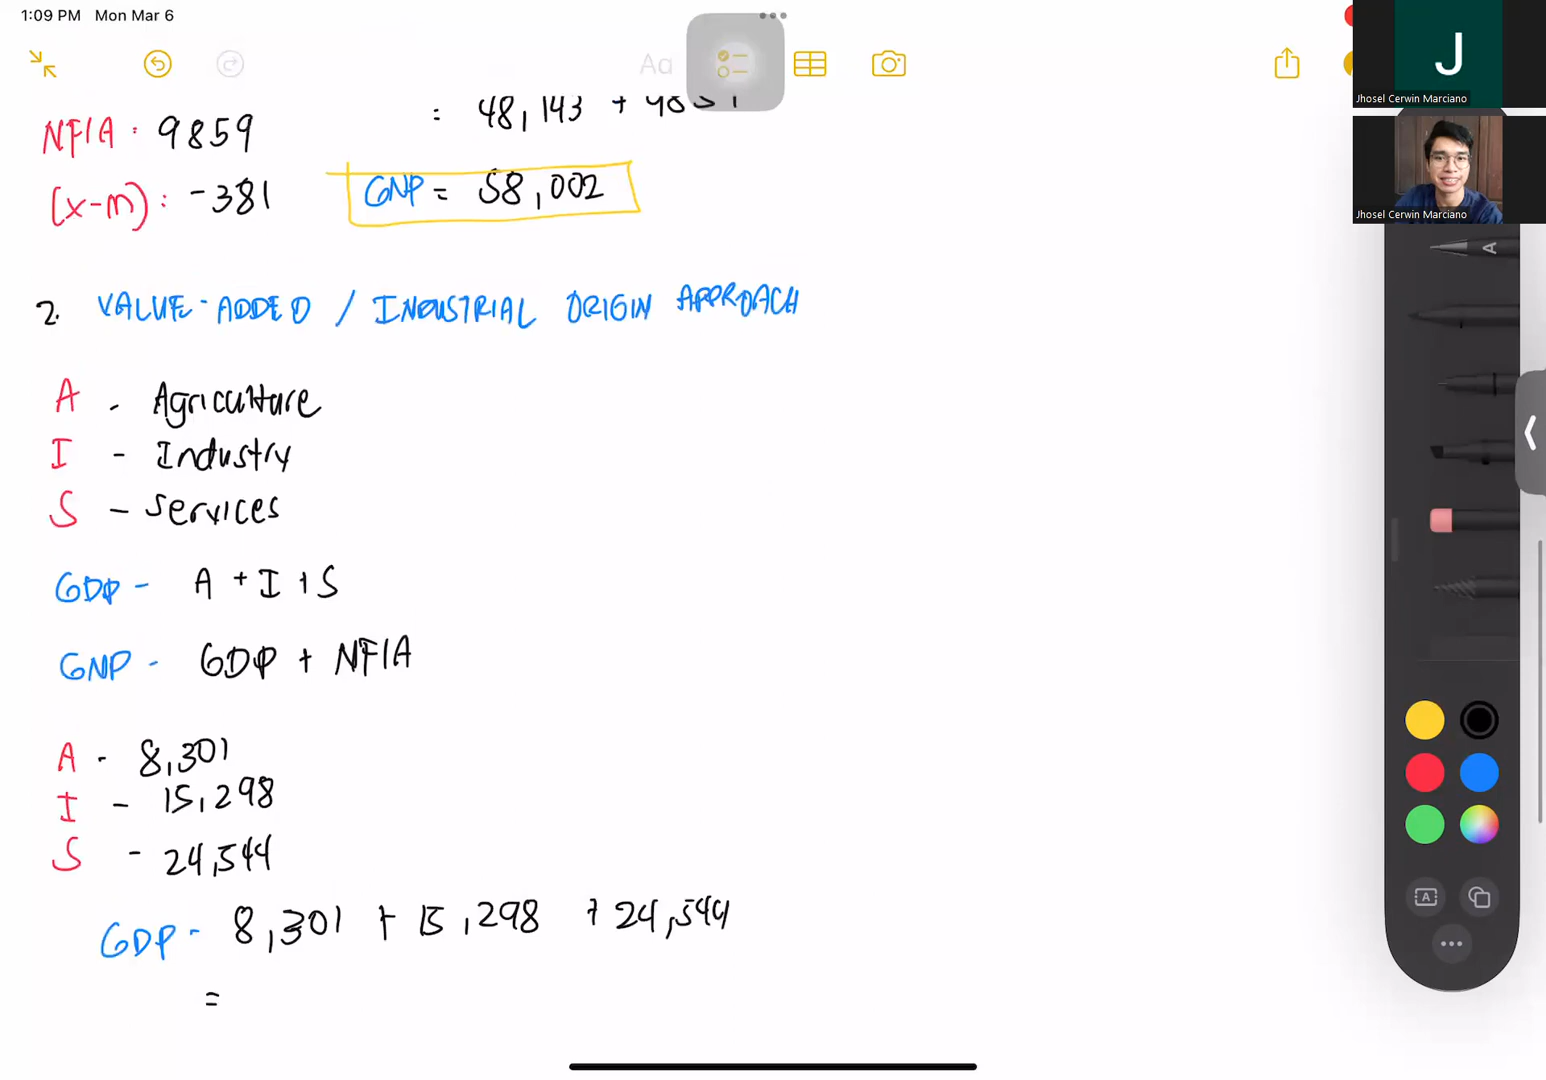 1:09 PM Mon Mar 6
Aa
J
Jhosel Cerwin Marciano
Jhosel Cerwin Marciano
NFIA : 9859
= 48,143 +
(x-m) : -381
GNP = 58,002
2. VALUE-ADDED / INDUSTRIAL ORIGIN APPROACH
A - Agriculture
I - Industry
S - Services
GDP - A + I + S
GNP - GDP + NFIA
A - 8,301
I - 15,298
S - 24,544
GDP - 8,301 + 15,298 + 24,544
=
A
A